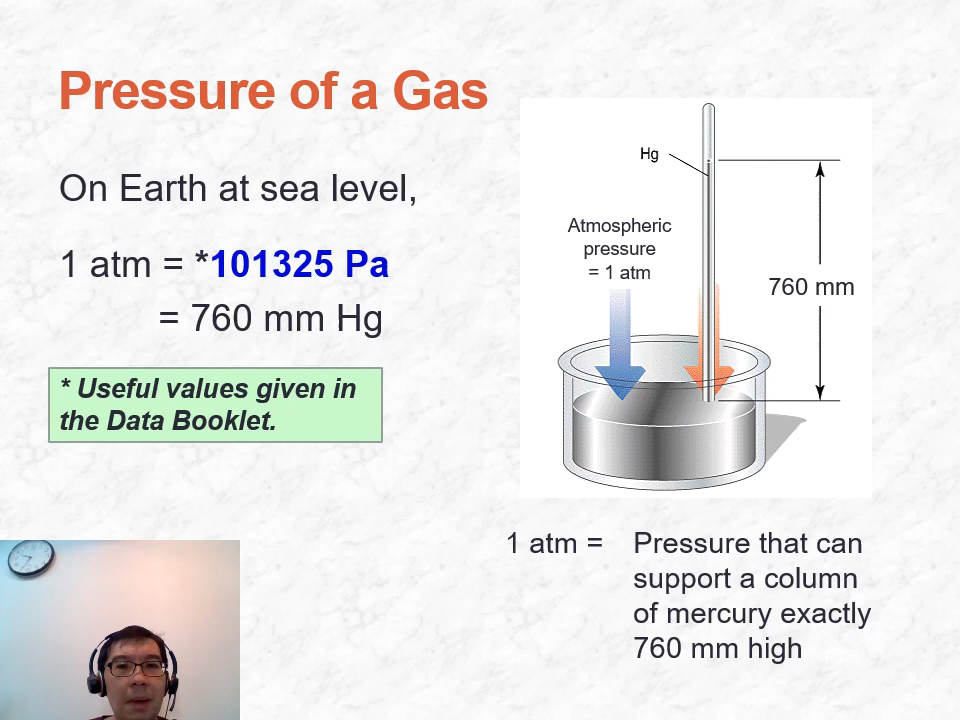 Pressure of a Gas
On Earth at sea level,
1 atm = *101325 Pa
= 760 mm Hg
* Useful values given in
the Data Booklet.
Hg
Atmospheric
pressure
= 1 atm
760 mm
1 atm = Pressure that can
support a column
of mercury exactly
760 mm high